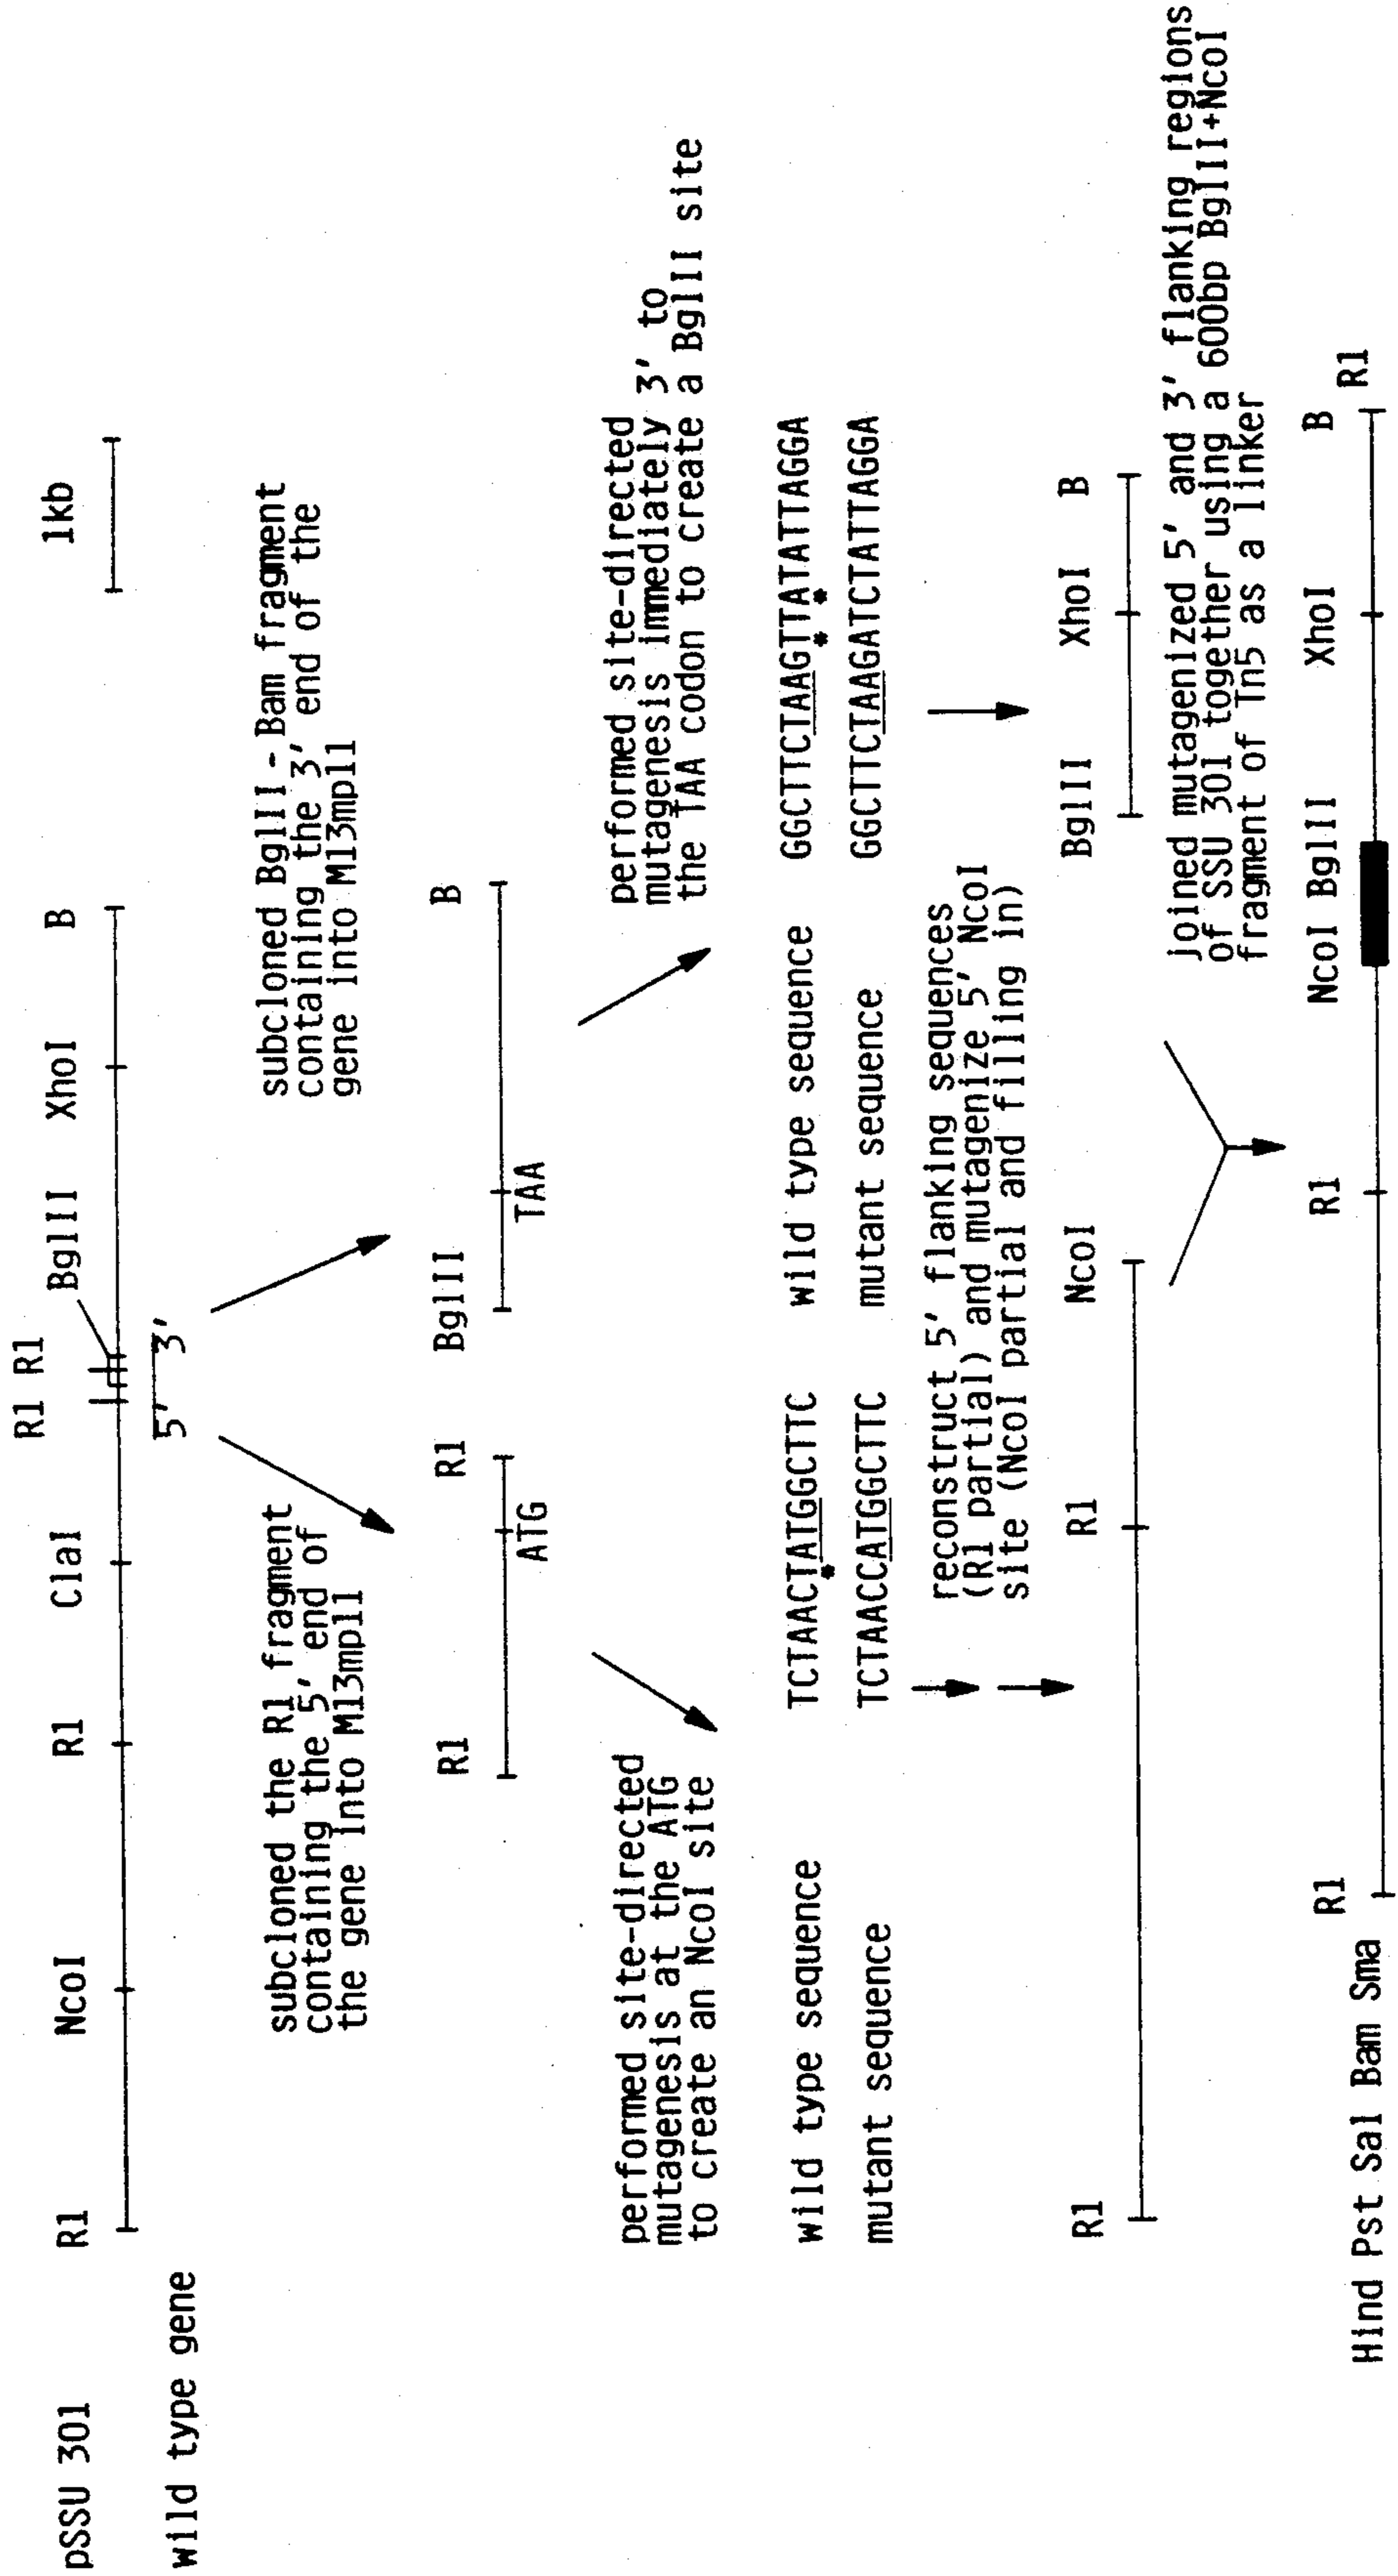 pSSU 301
wild type gene
R1 NcoI R1 ClaI R1 R1 BglII XhoI B
1kb
5' 3'
subcloned the R1 fragment
containing the 5' end of
the gene into M13mp11
subcloned BglII - Bam fragment
containing the 3' end of the
gene into M13mp11
R1 R1
ATG
BglII B
TAA
performed site-directed
mutagenesis at the ATG
to create an NcoI site
performed site-directed
mutagenesis immediately 3' to
the TAA codon to create a BglII site
wild type sequence TCTAACTATGGCTTC
*
mutant sequence TCTAACCATGGCTTC
wild type sequence GGCTTCTAAGTTATATTAGGA
* *
mutant sequence GGCTTCTAAGATCTATTAGGA
reconstruct 5' flanking sequences
(R1 partial) and mutagenize 5' NcoI
site (NcoI partial and filling in)
R1 R1 NcoI
BglII XhoI B
joined mutagenized 5' and 3' flanking regions
of SSU 301 together using a 600bp BglII+NcoI
fragment of Tn5 as a linker
Hind Pst Sal Bam Sma R1 R1 NcoI BglII XhoI B R1